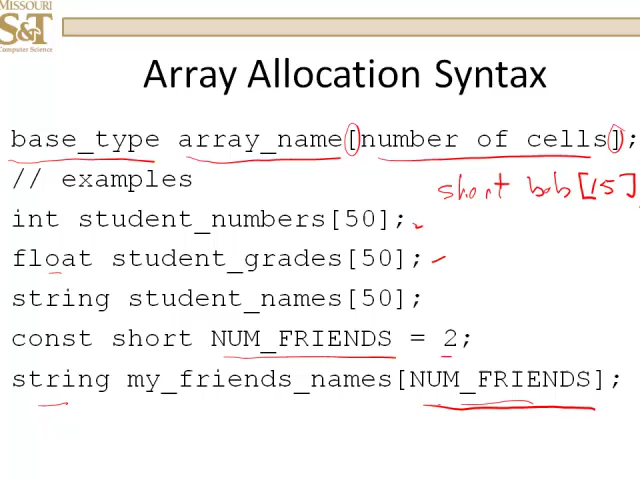 MISSOURI
S&T
Computer Science
Array Allocation Syntax
base_type array_name[number of cells];
// examples
short bob[15]
int student_numbers[50];
float student_grades[50];
string student_names[50];
const short NUM_FRIENDS = 2;
string my_friends_names[NUM_FRIENDS];